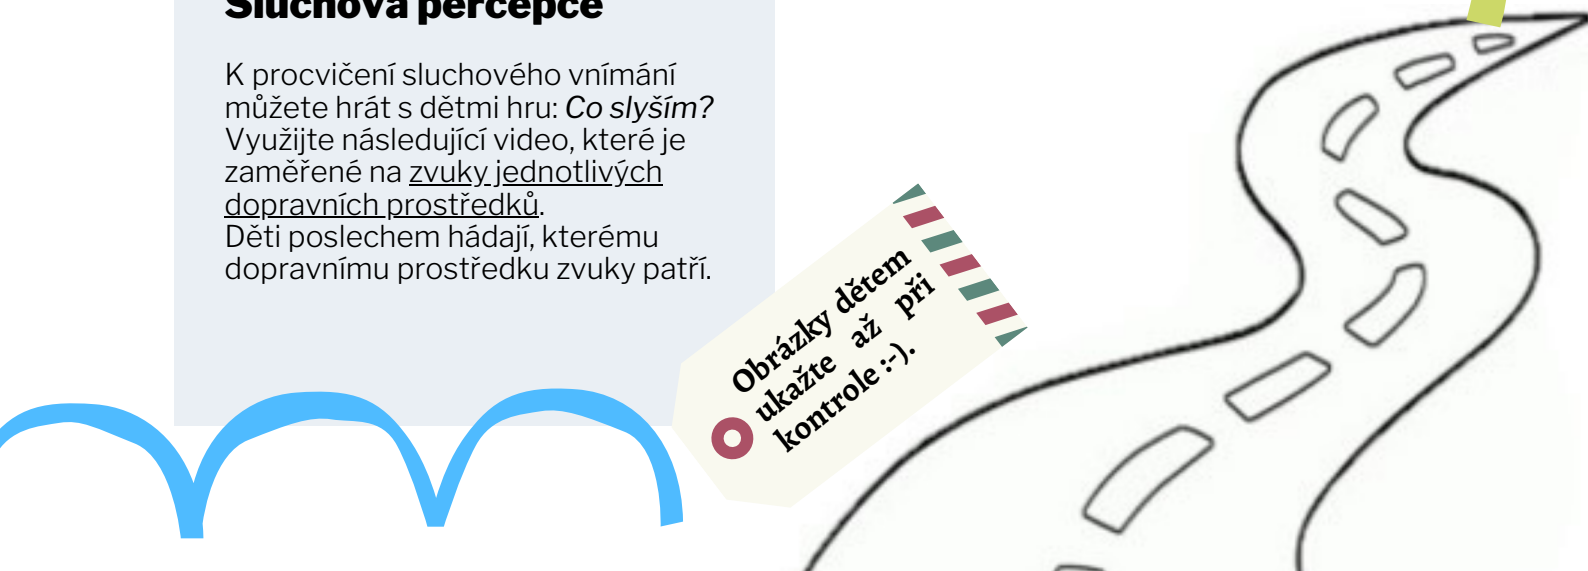 Sluchová percepce
K procvičení sluchového vnímání
můžete hrát s dětmi hru: Co slyším?
Využijte následující video, které je
zaměřené na zvuky jednotlivých
dopravních prostředků.
Děti poslechem hádají, kterému
dopravnímu prostředku zvuky patří.
Obrázky dětem
ukažte až při
kontrole :-).